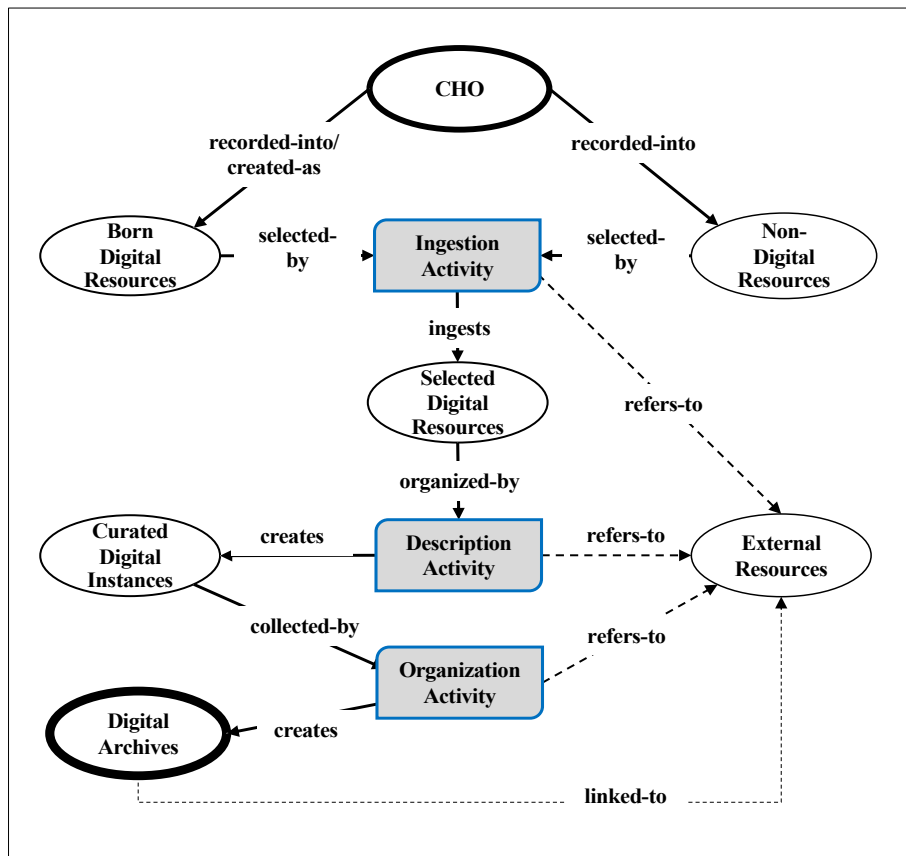 CHO
recorded-into/
created-as
recorded-into
Born
Digital
Resources
selected-
by
Ingestion
Activity
selected-
by
Non-
Digital
Resources
ingests
Selected
Digital
Resources
refers-to
organized-by
Curated
Digital
Instances
creates
Description
Activity
refers-to
External
Resources
collected-by
refers-to
Organization
Activity
Digital
Archives
creates
linked-to